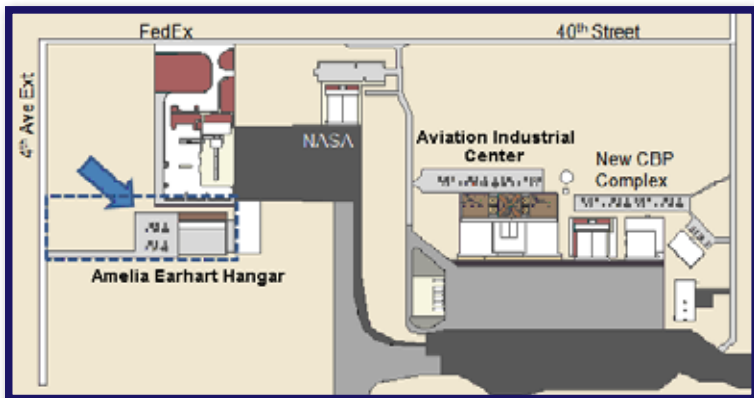 FedEx
40th Street
4th Ave Ext
NASA
Aviation Industrial
Center
New CBP
Complex
Amelia Earhart Hangar